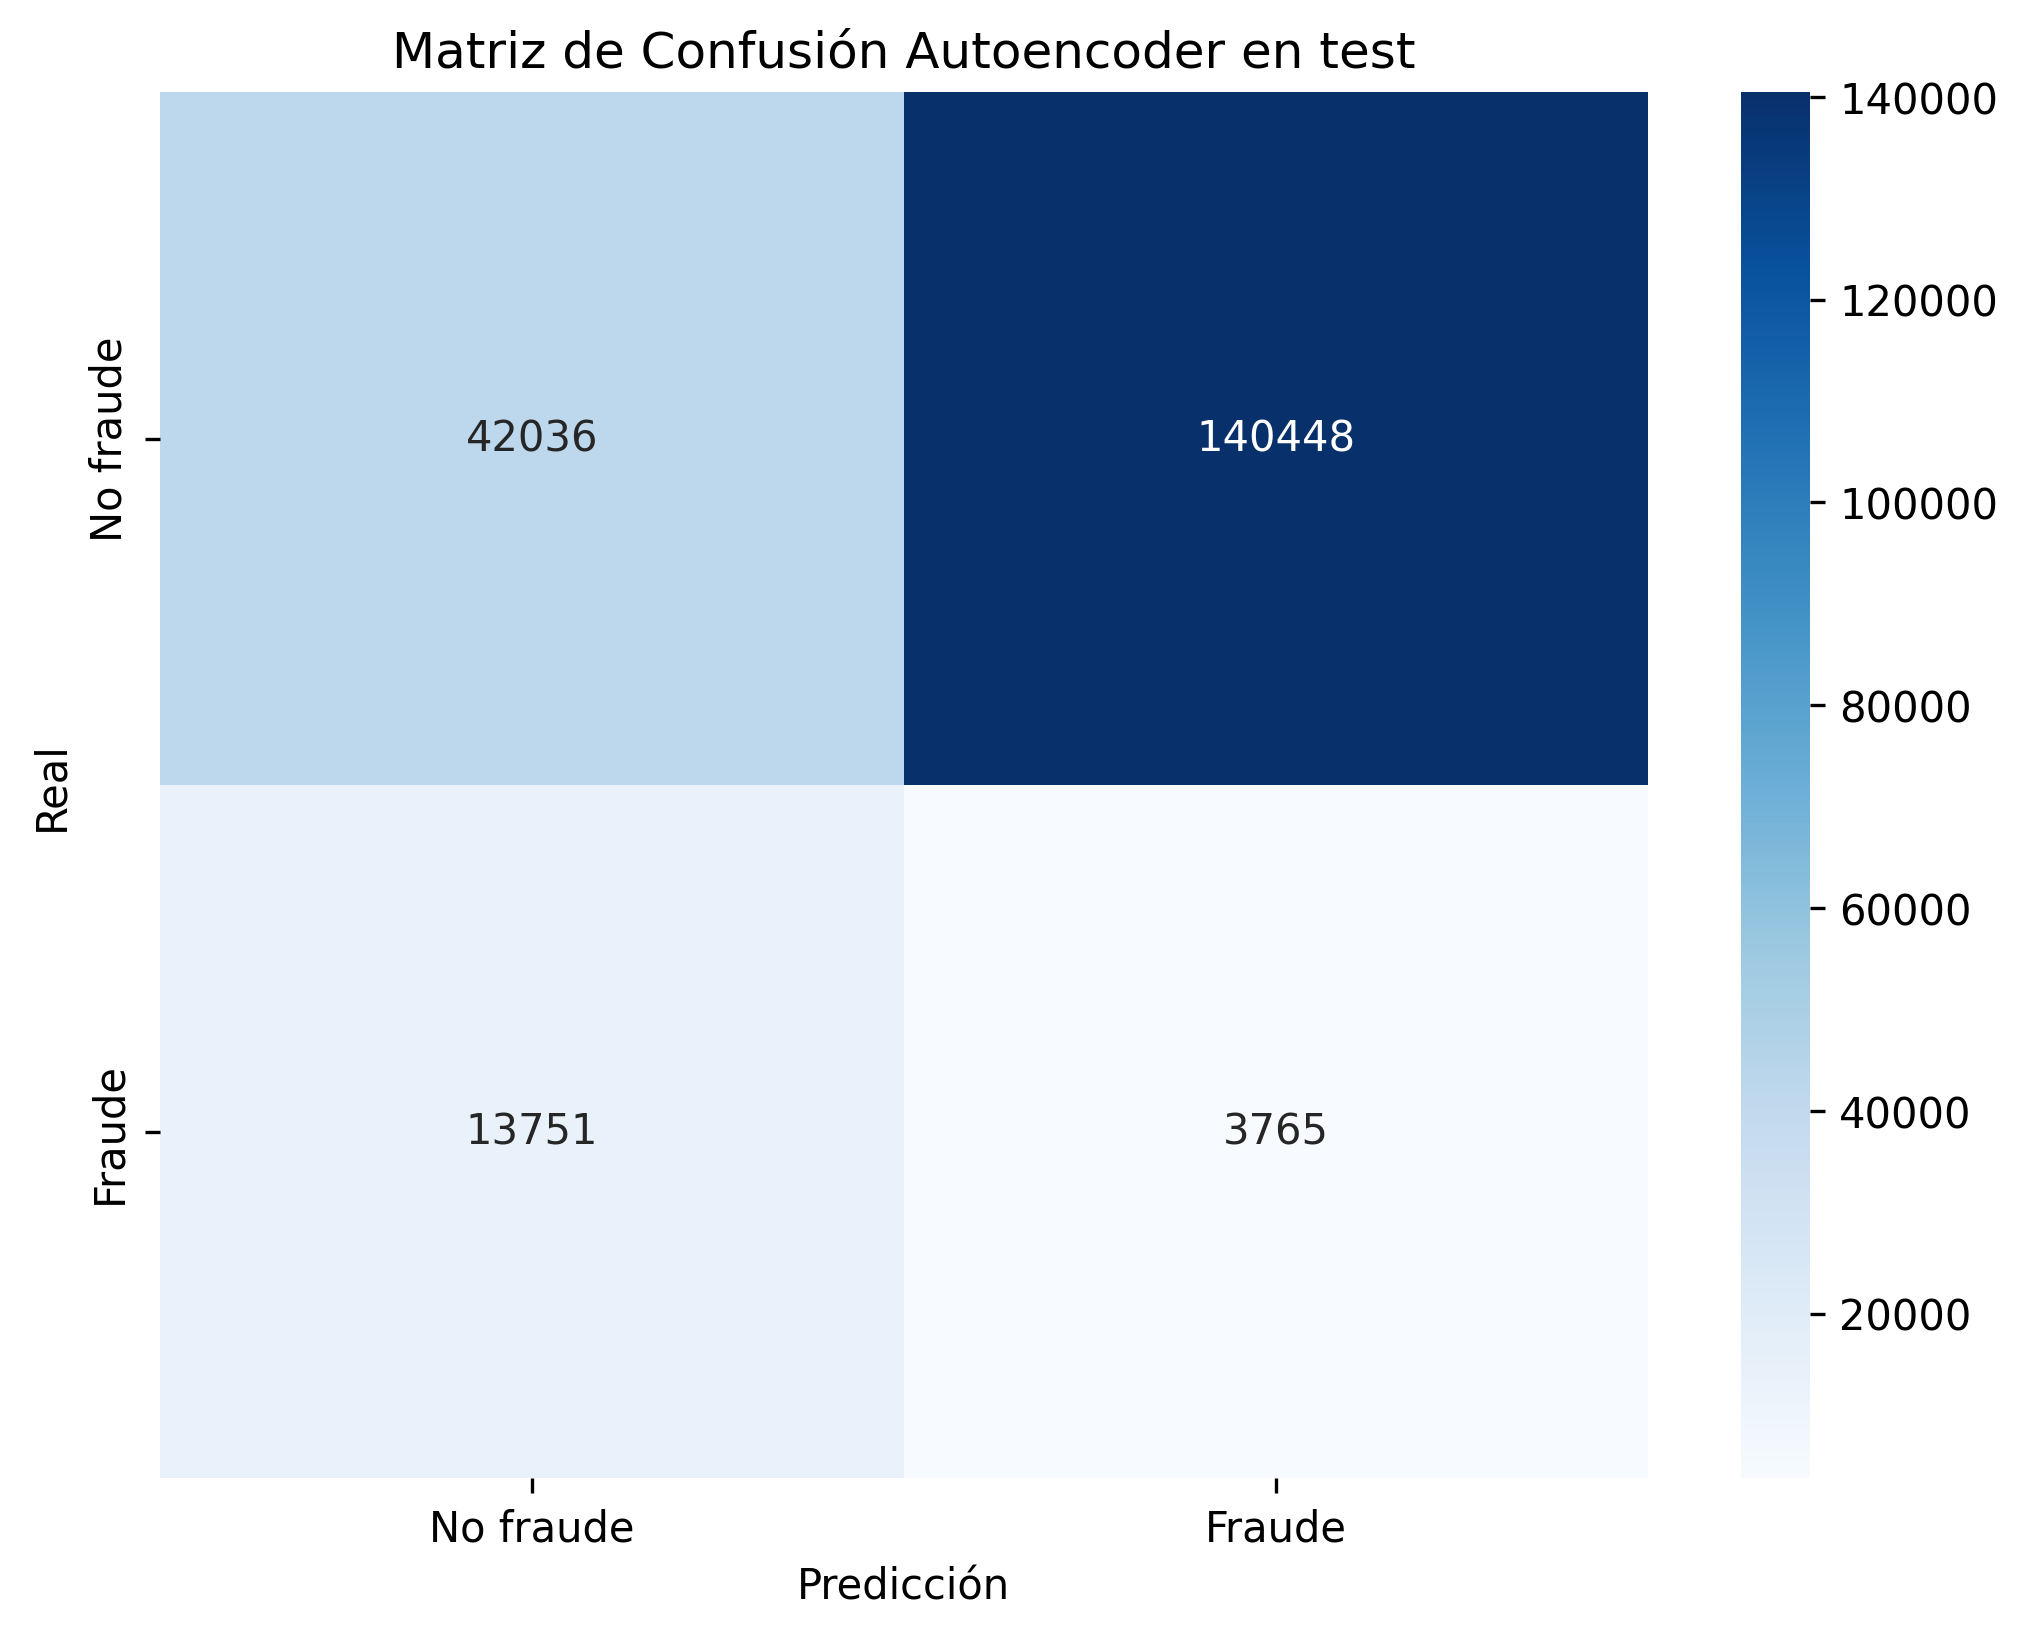 Matriz de Confusión Autoencoder en test
No fraude
Fraude
Real
42036
140448
13751
3765
No fraude
Fraude
Predicción
140000
120000
100000
80000
60000
40000
20000